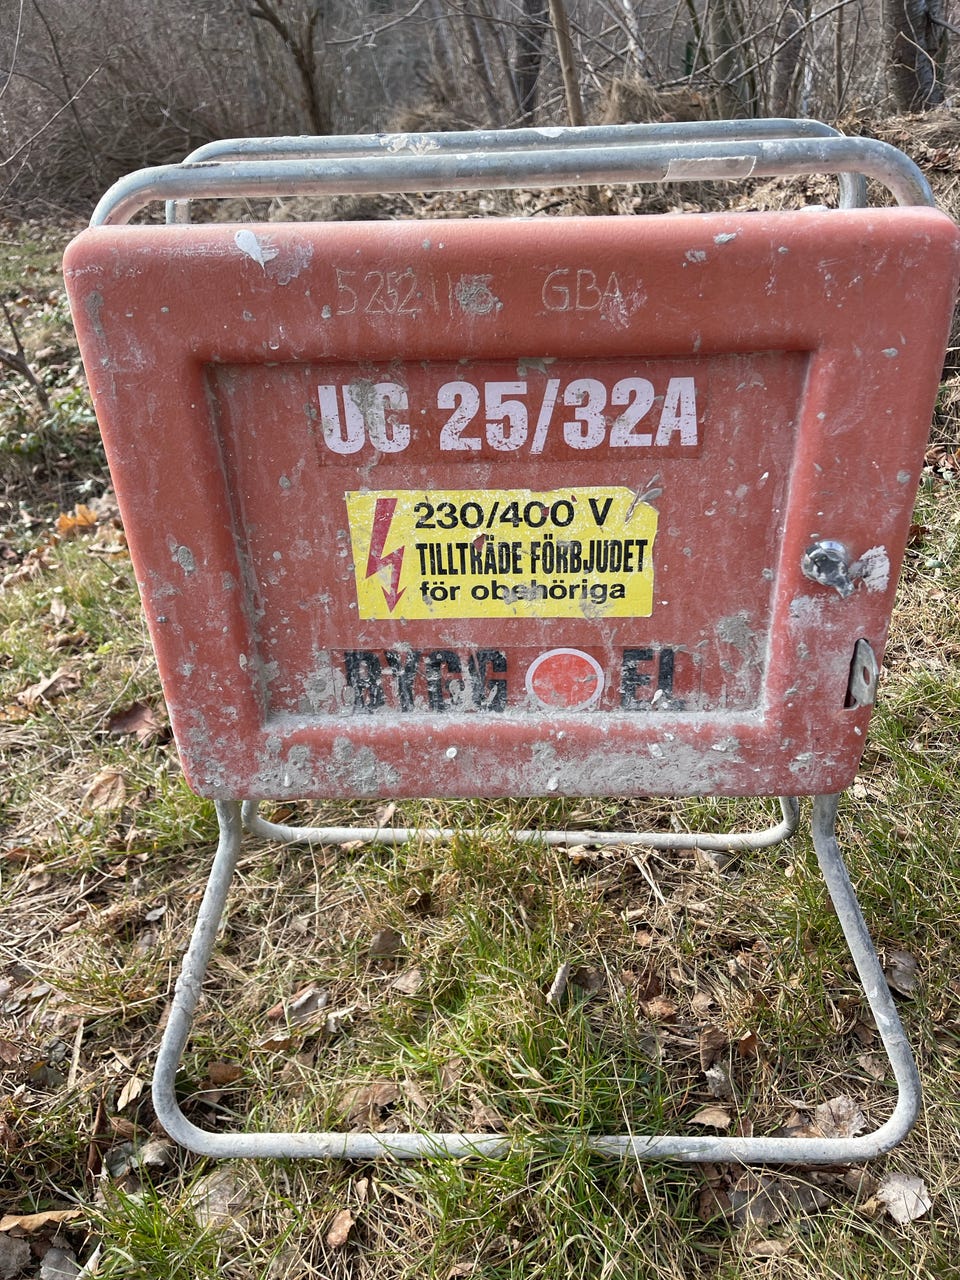 GBA
UC 25/32A
230/400 V
TILLTRÄDE FÖRBJUDET
för obehöriga
BYGG EL